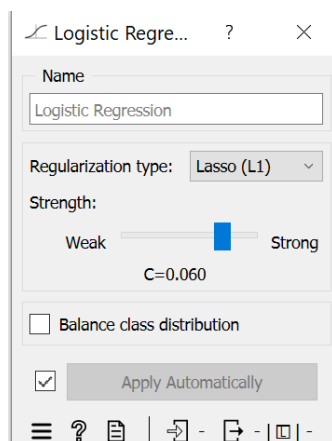 Logistic Regre... ? ×
Name
Logistic Regression
Regularization type: Lasso (L1)
Strength:
Weak Strong
C=0.060
Balance class distribution
Apply Automatically
? - - | -